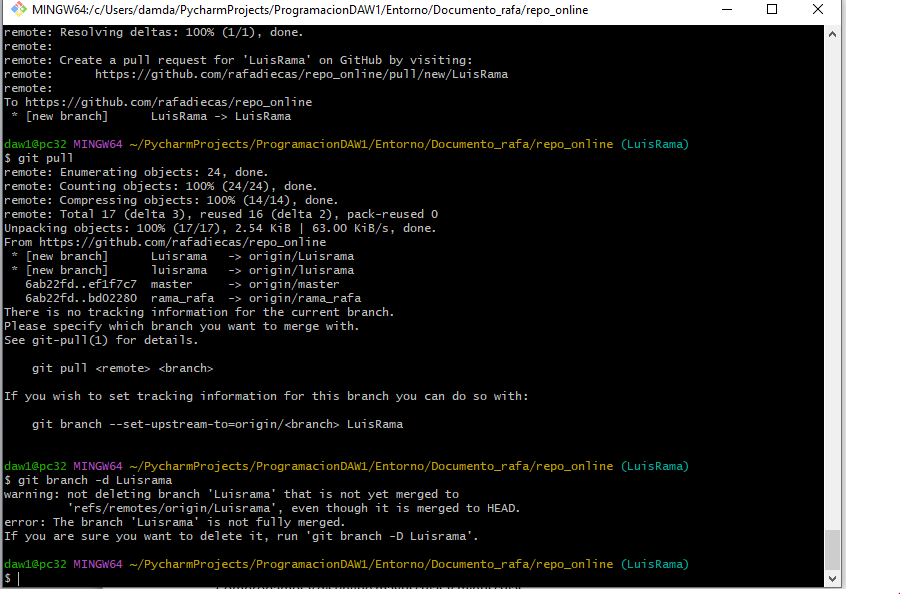 MINGW64:/c/Users/damda/PycharmProjects/ProgramacionDAW1/Entorno/Documento_rafa/repo_online
remote: Resolving deltas: 100% (1/1), done.
remote:
remote: Create a pull request for 'LuisRama' on GitHub by visiting:
remote:      https://github.com/rafadiecas/repo_online/pull/new/LuisRama
remote:
To https://github.com/rafadiecas/repo_online
 * [new branch]      LuisRama -> LuisRama
daw1@pc32 MINGW64 ~/PycharmProjects/ProgramacionDAW1/Entorno/Documento_rafa/repo_online (LuisRama)
$ git pull
remote: Enumerating objects: 24, done.
remote: Counting objects: 100% (24/24), done.
remote: Compressing objects: 100% (14/14), done.
remote: Total 17 (delta 3), reused 16 (delta 2), pack-reused 0
Unpacking objects: 100% (17/17), 2.54 KiB | 63.00 KiB/s, done.
From https://github.com/rafadiecas/repo_online
 * [new branch]      Luisrama   -> origin/Luisrama
 * [new branch]      luisrama   -> origin/luisrama
   6ab22fd..ef1f7c7  master     -> origin/master
   6ab22fd..bd02280  rama_rafa  -> origin/rama_rafa
There is no tracking information for the current branch.
Please specify which branch you want to merge with.
See git-pull(1) for details.
    git pull <remote> <branch>
If you wish to set tracking information for this branch you can do so with:
    git branch --set-upstream-to=origin/<branch> LuisRama
daw1@pc32 MINGW64 ~/PycharmProjects/ProgramacionDAW1/Entorno/Documento_rafa/repo_online (LuisRama)
$ git branch -d Luisrama
warning: not deleting branch 'Luisrama' that is not yet merged to
         'refs/remotes/origin/Luisrama', even though it is merged to HEAD.
error: The branch 'Luisrama' is not fully merged.
If you are sure you want to delete it, run 'git branch -D Luisrama'.
daw1@pc32 MINGW64 ~/PycharmProjects/ProgramacionDAW1/Entorno/Documento_rafa/repo_online (LuisRama)
$